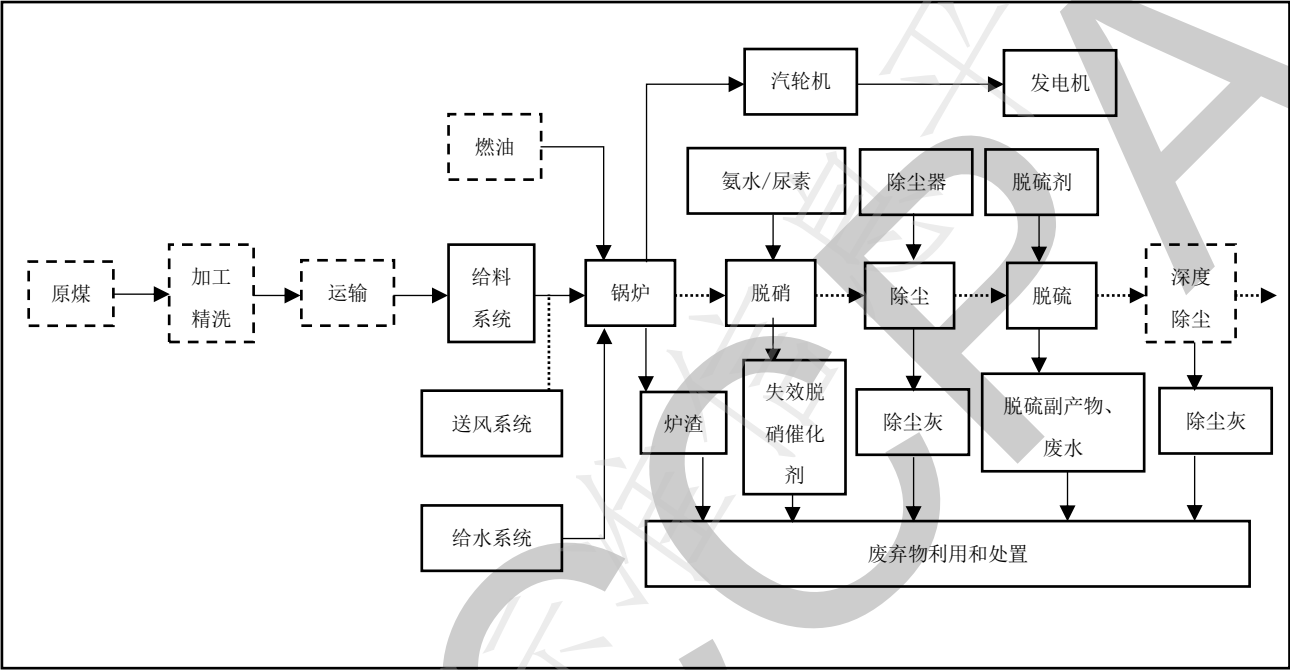 汽轮机
发电机
燃油
氨水/尿素
除尘器
脱硫剂
原煤
加工
精洗
运输
给料
系统
锅炉
脱硝
除尘
脱硫
深度
除尘
送风系统
炉渣
失效脱
硝催化
剂
除尘灰
脱硫副产物、
废水
除尘灰
给水系统
废弃物利用和处置
CCPA